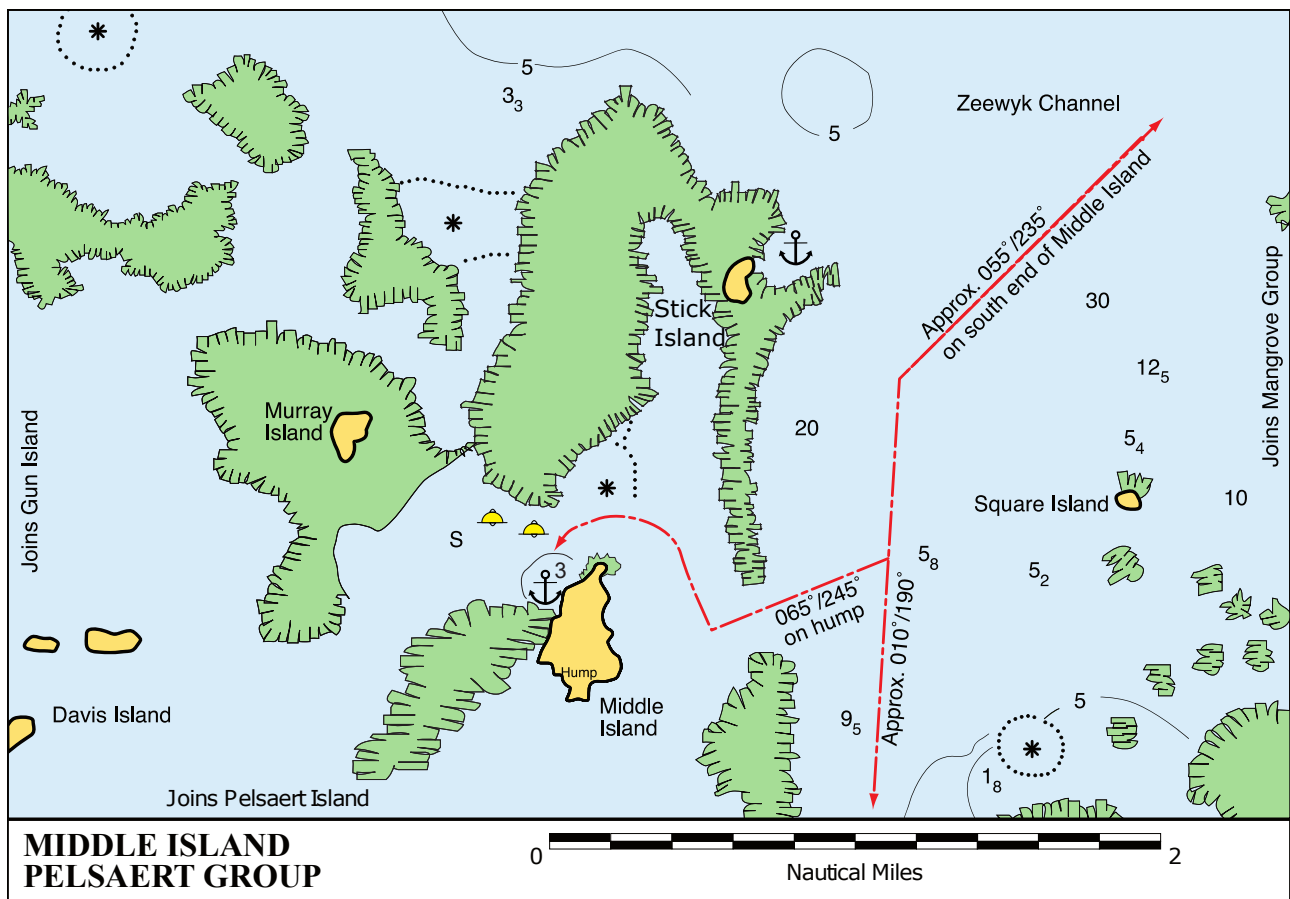 5
3₃
5
Zeewyk Channel
Approx. 055°/235°
on south end of Middle Island
Stick
Island
30
12₅
Joins Mangrove Group
Murray
Island
20
5₄
Joins Gun Island
Square Island
10
S
3
5₈
5₂
065°/245°
on hump
Approx. 010°/190°
Hump
Middle
Island
Davis Island
9₅
5
1₈
Joins Pelsaert Island
MIDDLE ISLAND
PELSAERT GROUP
0
2
Nautical Miles